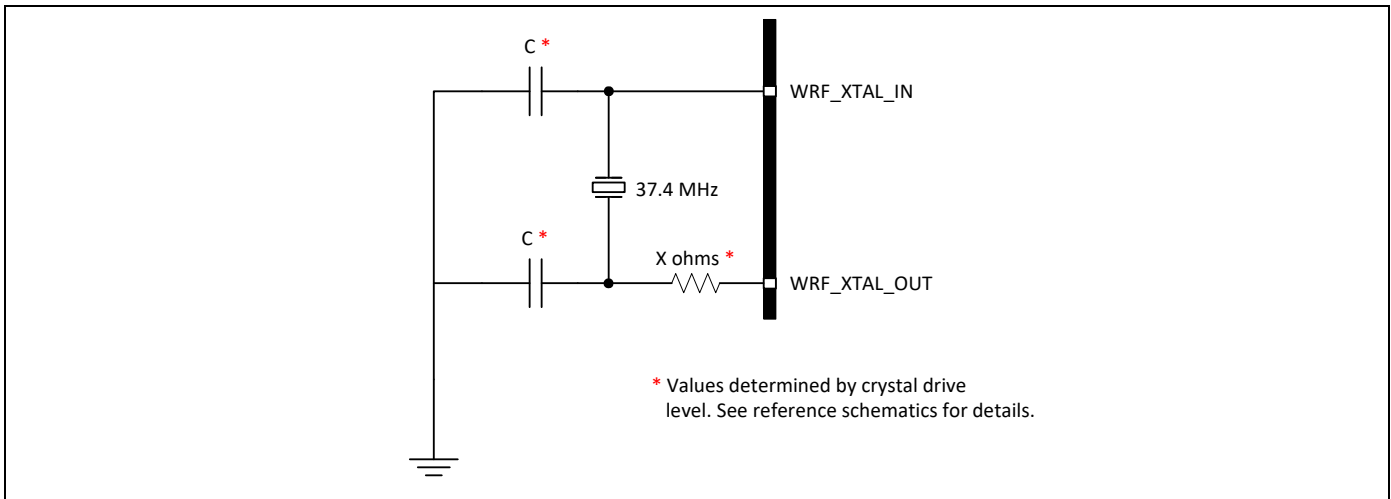 C *
WRF_XTAL_IN
37.4 MHz
C *
X ohms *
WRF_XTAL_OUT
* Values determined by crystal drive
level. See reference schematics for details.